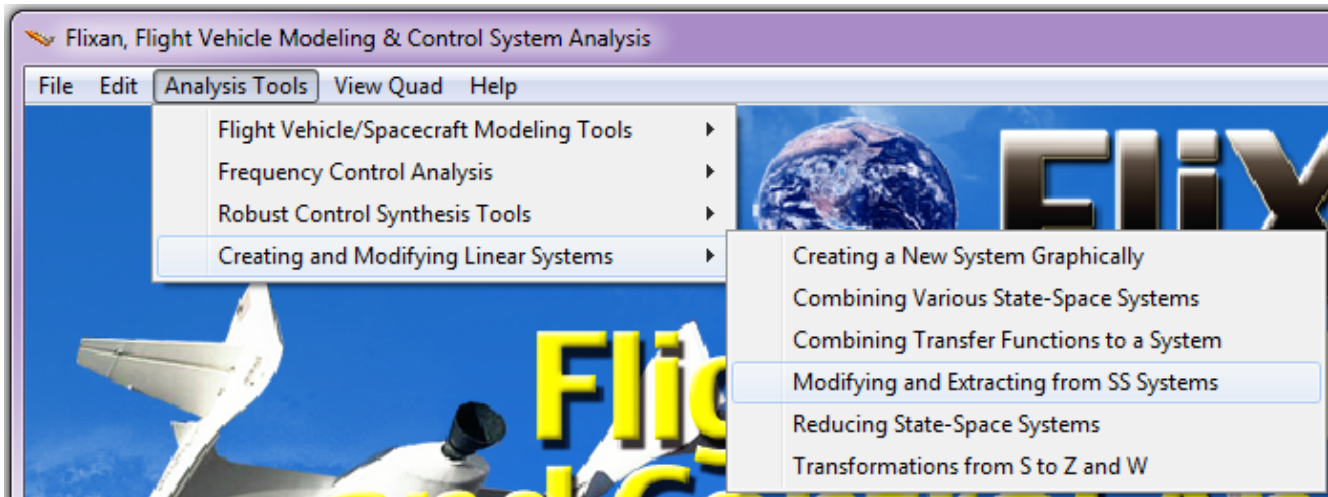 Flixan, Flight Vehicle Modeling & Control System Analysis
File Edit Analysis Tools View Quad Help
Flight Vehicle/Spacecraft Modeling Tools
Frequency Control Analysis
Robust Control Synthesis Tools
Creating and Modifying Linear Systems
Creating a New System Graphically
Combining Various State-Space Systems
Combining Transfer Functions to a System
Modifying and Extracting from SS Systems
Reducing State-Space Systems
Transformations from S to Z and W
FliX